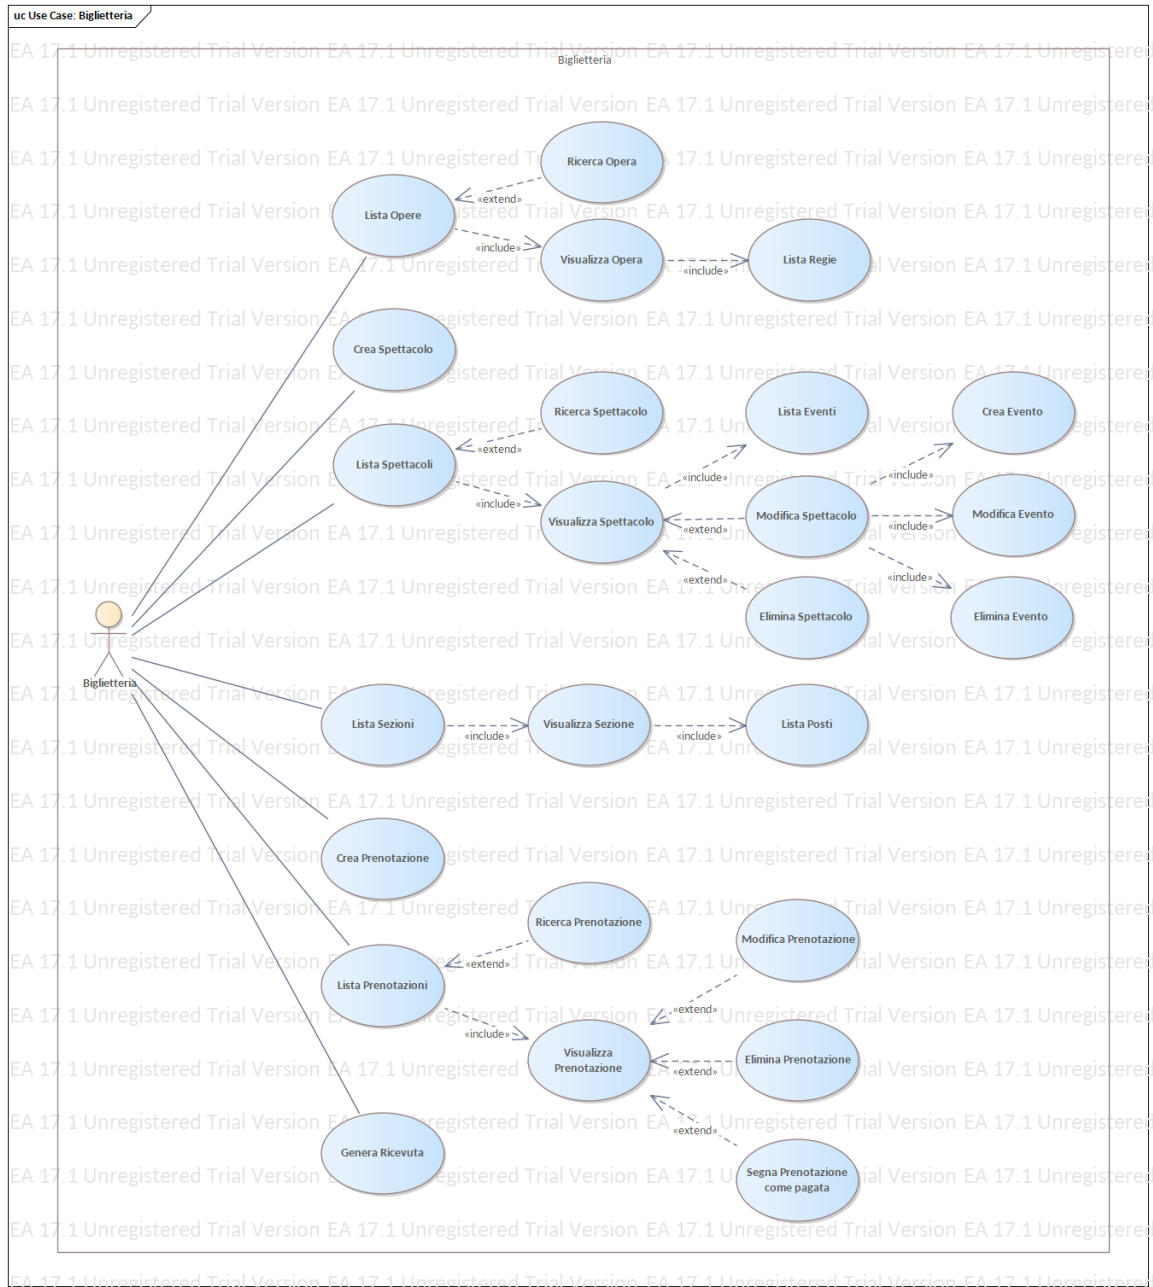 uc Use Case: Biglietteria
Biglietteria
Ricerca Opera
Lista Opere
«extend»
«include»
Visualizza Opera
«include»
Lista Regie
Crea Spettacolo
Ricerca Spettacolo
Lista Eventi
Crea Evento
Lista Spettacoli
«extend»
«include»
«include»
«include»
Visualizza Spettacolo
«extend»
Modifica Spettacolo
«include»
Modifica Evento
«extend»
«include»
Elimina Spettacolo
Elimina Evento
Biglietteria
Lista Sezioni
«include»
Visualizza Sezione
«include»
Lista Posti
Crea Prenotazione
Ricerca Prenotazione
Modifica Prenotazione
«extend»
Lista Prenotazioni
«include»
«extend»
Visualizza
Prenotazione
«extend»
Elimina Prenotazione
«extend»
Genera Ricevuta
Segna Prenotazione
come pagata
EA 17.1 Unregistered Trial Version